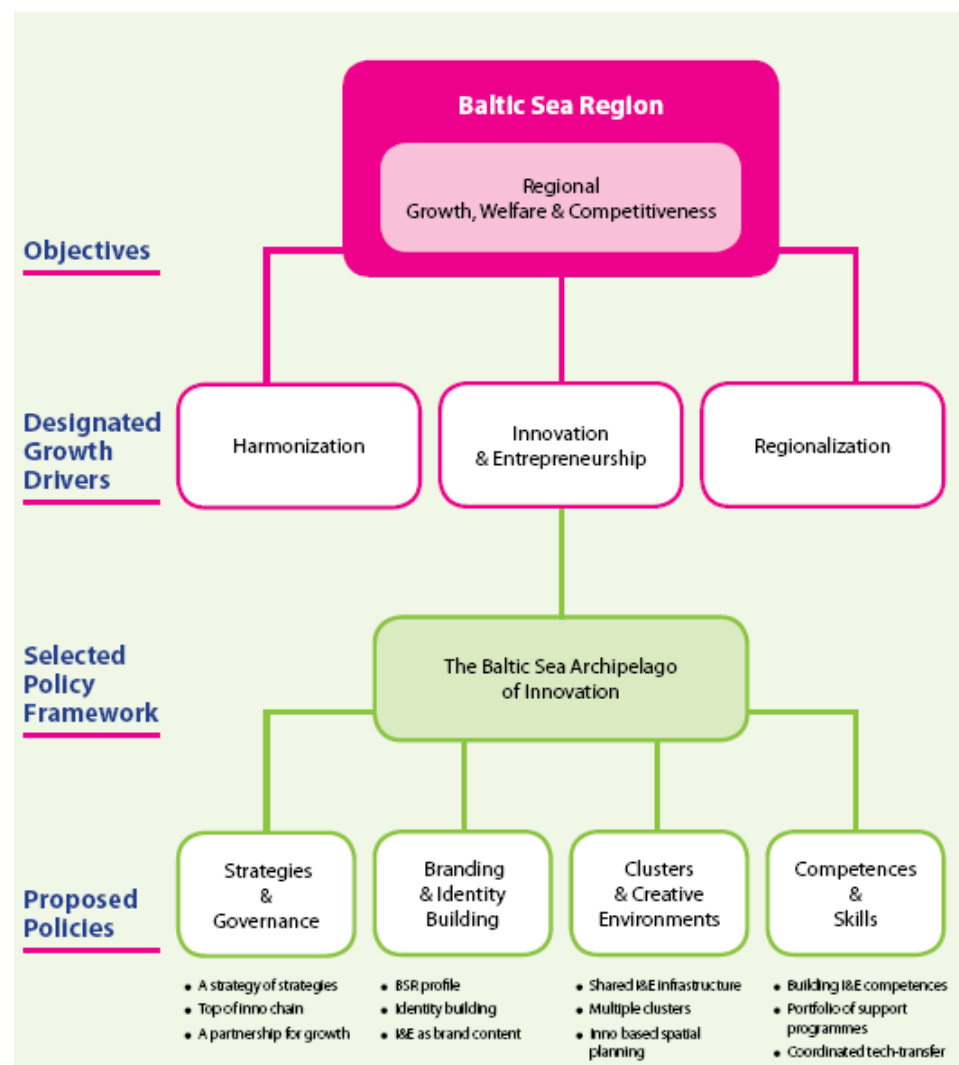 Baltic Sea Region
Regional
Growth, Welfare & Competitiveness
Objectives
Designated
Growth
Drivers
Harmonization
Innovation
& Entrepreneurship
Regionalization
Selected
Policy
Framework
The Baltic Sea Archipelago
of Innovation
Proposed
Policies
Strategies
&
Governance
Branding
& Identity
Building
Clusters
& Creative
Environments
Competences
&
Skills
• A strategy of strategies
• Top of inno chain
• A partnership for growth
• BSR profile
• Identity building
• I&E as brand content
• Shared I&E infrastructure
• Multiple clusters
• Inno based spatial
planning
• Building I&E competences
• Portfolio of support
programmes
• Coordinated tech-transfer